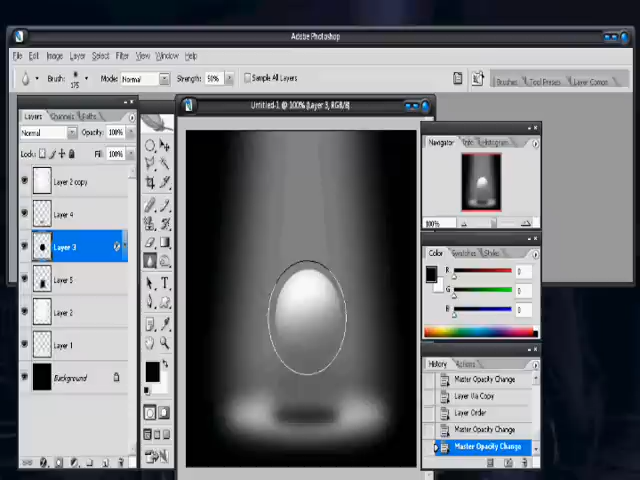 Adobe Photoshop
File Edit Image Layer Select Filter View Window Help
Brush: 175 Mode: Normal Strength: 50% Sample All Layers
Brushes Tool Presets Layer Comps
Layers Channels Paths
Normal Opacity: 100%
Lock: Fill: 100%
Layer 2 copy
Layer 4
Layer 3
Layer 5
Layer 2
Layer 1
Background
Untitled-1 @ 100% (Layer 3, RGB/8)
Navigator Info Histogram
100%
Color Swatches Styles
R 0
G 0
B 0
History Actions
Master Opacity Change
Layer Via Copy
Layer Order
Master Opacity Change
Master Opacity Change